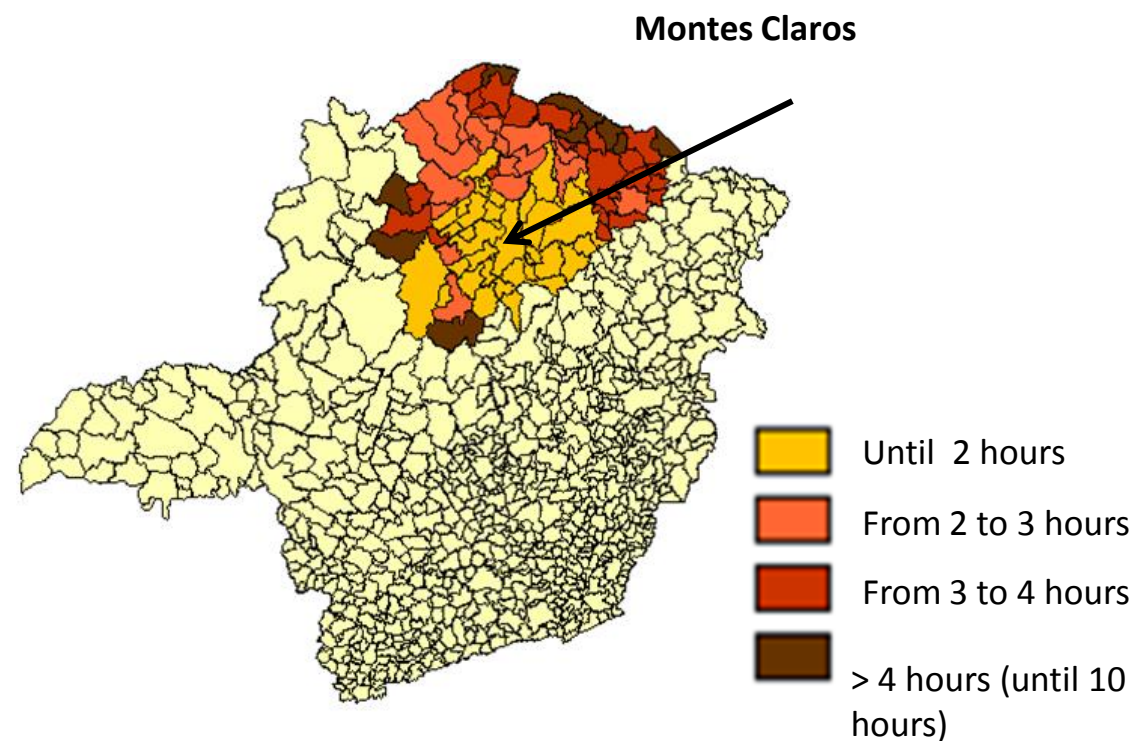 Montes Claros
Until 2 hours
From 2 to 3 hours
From 3 to 4 hours
> 4 hours (until 10
hours)